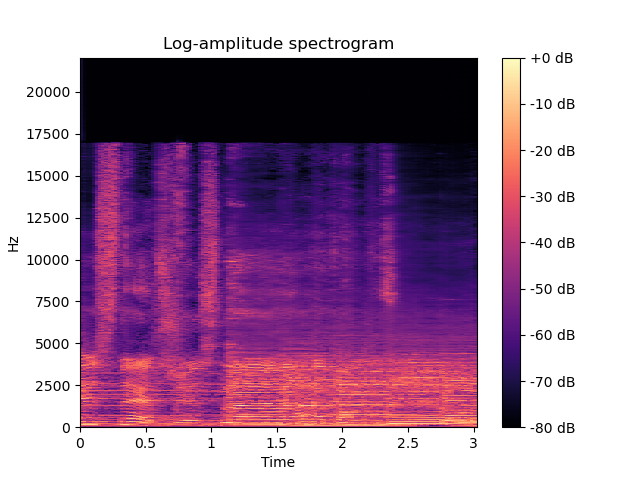 Log-amplitude spectrogram
Hz
20000
17500
15000
12500
10000
7500
5000
2500
0
0 0.5 1 1.5 2 2.5 3
Time
+0 dB
-10 dB
-20 dB
-30 dB
-40 dB
-50 dB
-60 dB
-70 dB
-80 dB